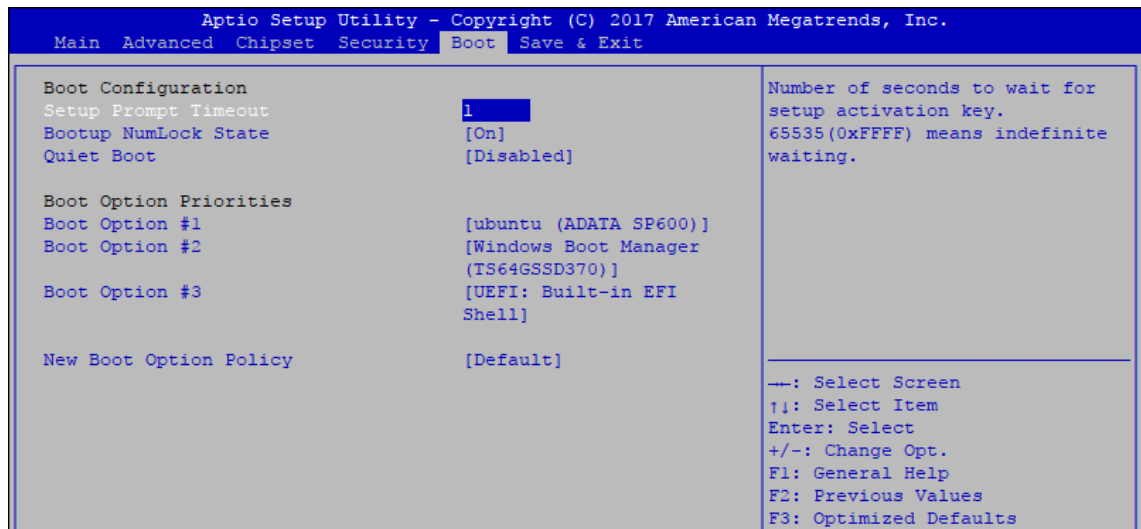 Aptio Setup Utility - Copyright (C) 2017 American Megatrends, Inc.
Main Advanced Chipset Security Boot Save & Exit
Boot Configuration
Setup Prompt Timeout 1
Bootup NumLock State [On]
Quiet Boot [Disabled]
Boot Option Priorities
Boot Option #1 [ubuntu (ADATA SP600)]
Boot Option #2 [Windows Boot Manager
(TS64GSSD370)]
Boot Option #3 [UEFI: Built-in EFI
Shell]
New Boot Option Policy [Default]
Number of seconds to wait for
setup activation key.
65535(0xFFFF) means indefinite
waiting.
→←: Select Screen
↑↓: Select Item
Enter: Select
+/-: Change Opt.
F1: General Help
F2: Previous Values
F3: Optimized Defaults